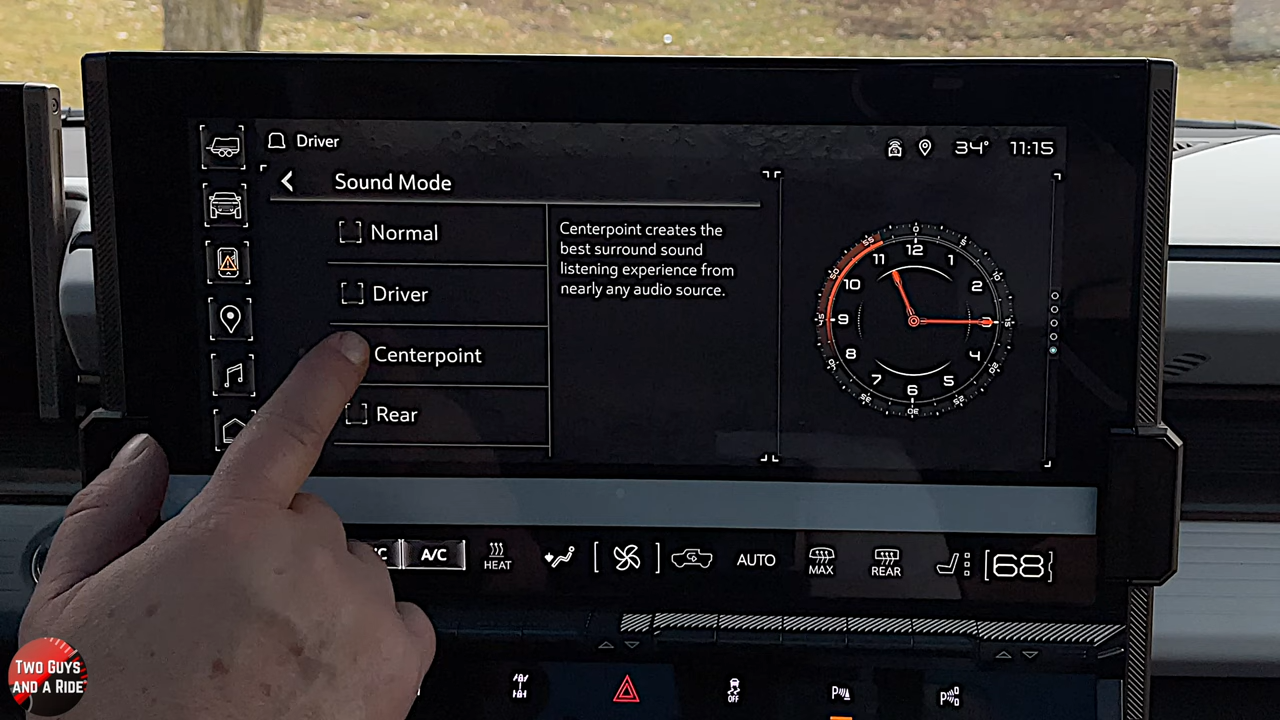 Driver
34° 11:15
Sound Mode
Normal
Driver
Centerpoint
Rear
Centerpoint creates the
best surround sound
listening experience from
nearly any audio source.
12
1
2
3
4
5
6
7
8
9
10
11
A/C
HEAT
AUTO
MAX
REAR
68
OFF
TWO GUYS
AND A RIDE